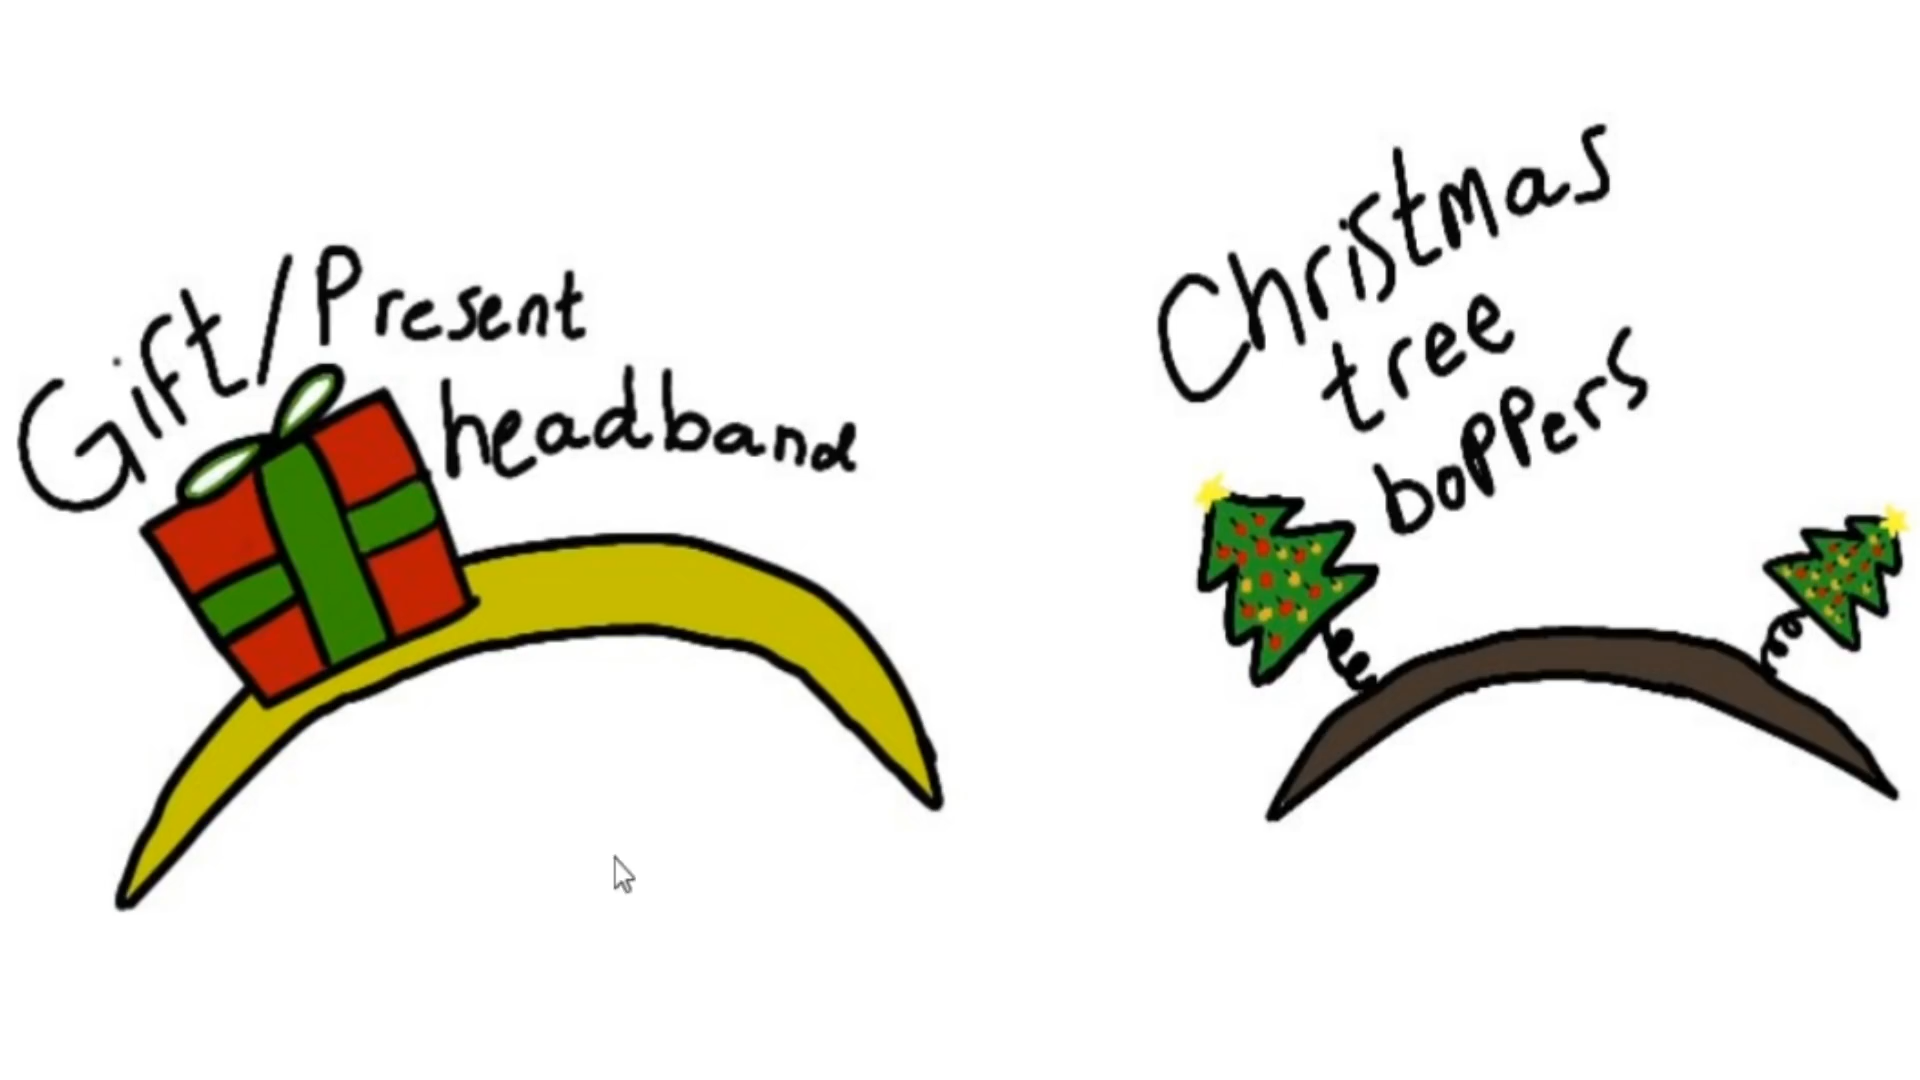 Gift/Present
headband
Christmas
tree
boppers